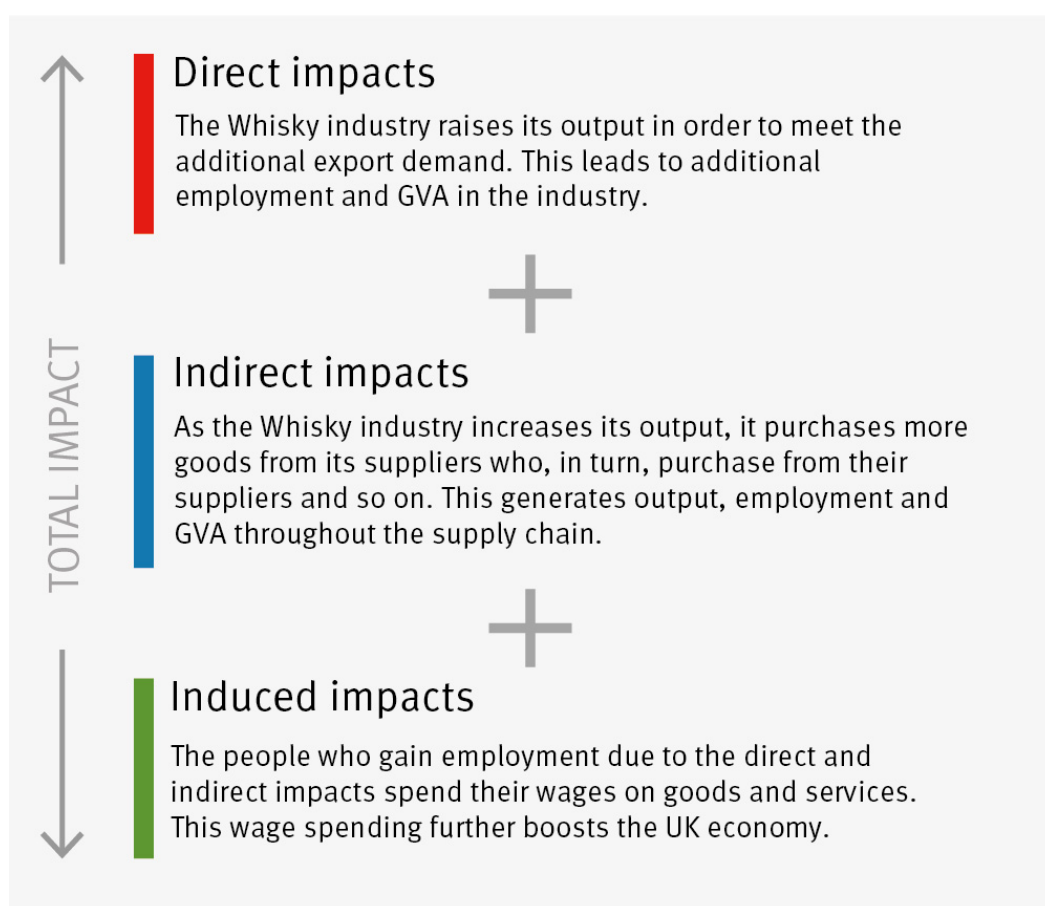 Direct impacts
The Whisky industry raises its output in order to meet the
additional export demand. This leads to additional
employment and GVA in the industry.
TOTAL IMPACT
Indirect impacts
As the Whisky industry increases its output, it purchases more
goods from its suppliers who, in turn, purchase from their
suppliers and so on. This generates output, employment and
GVA throughout the supply chain.
Induced impacts
The people who gain employment due to the direct and
indirect impacts spend their wages on goods and services.
This wage spending further boosts the UK economy.